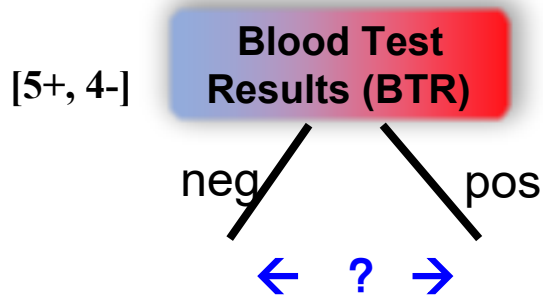 Blood Test
[5+, 4-] Results (BTR)
neg pos
← ? →